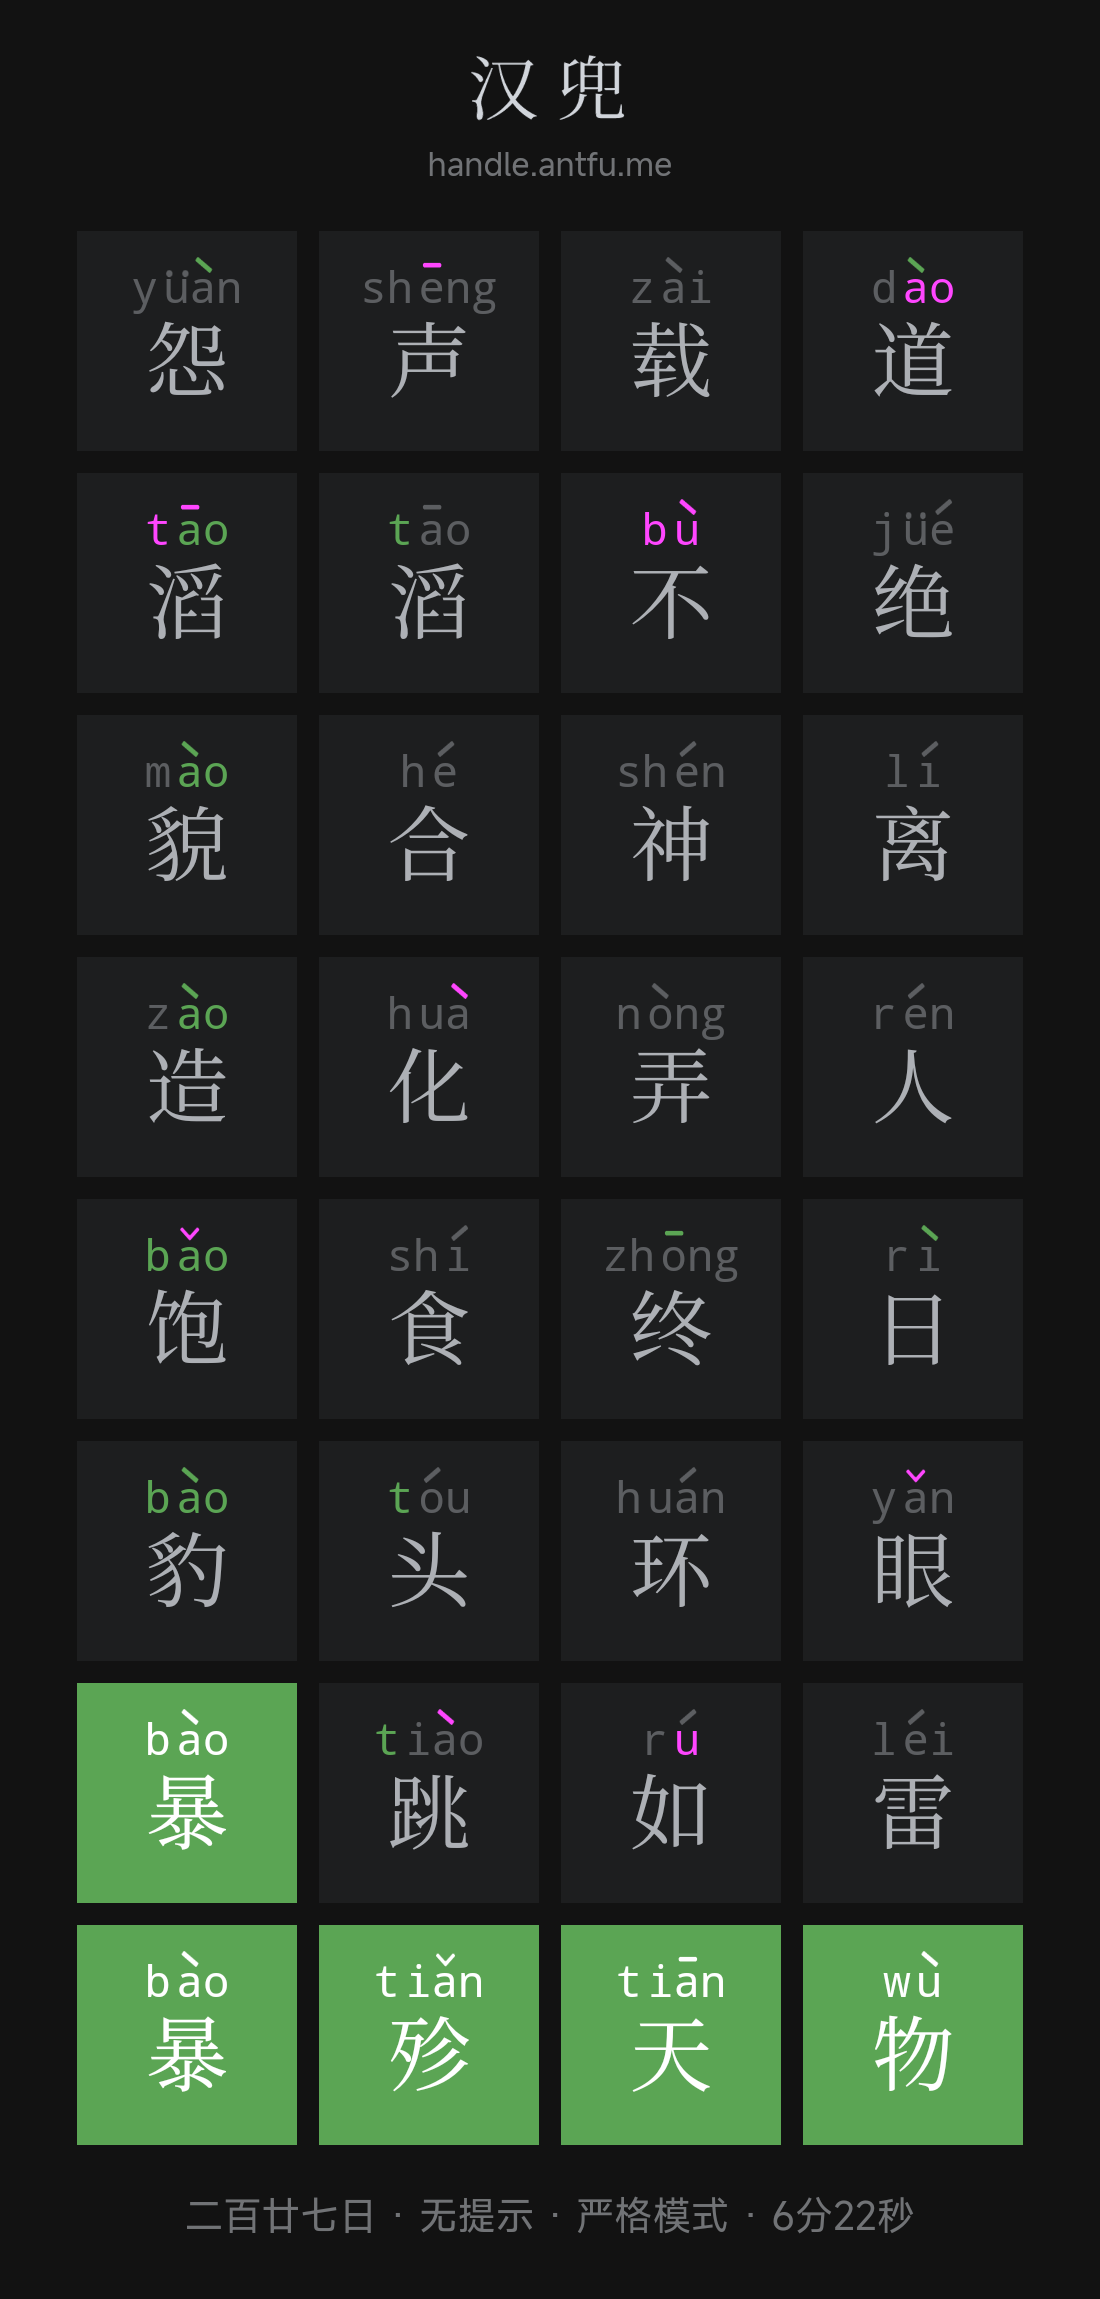 汉兜
handle.antfu.me
yüàn shēng zài dào
怨 声 载 道
tāo tāo bù jüé
滔 滔 不 绝
mào hé shén lí
貌 合 神 离
zào huà nòng rén
造 化 弄 人
bǎo shí zhōng rì
饱 食 终 日
bào tóu huán yǎn
豹 头 环 眼
bào tiào rú léi
暴 跳 如 雷
bào tiǎn tiān wù
暴 殄 天 物
二百廿七日 · 无提示 · 严格模式 · 6分22秒